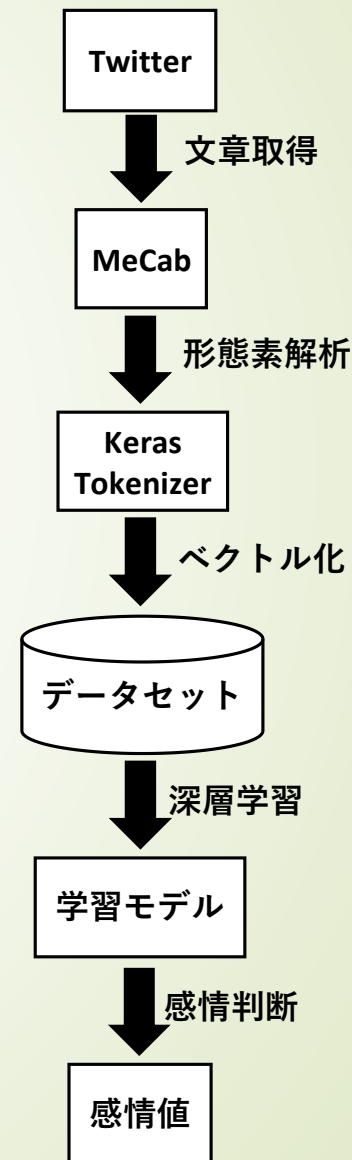 Twitter
文章取得
MeCab
形態素解析
Keras
Tokenizer
ベクトル化
データセット
深層学習
学習モデル
感情判断
感情値